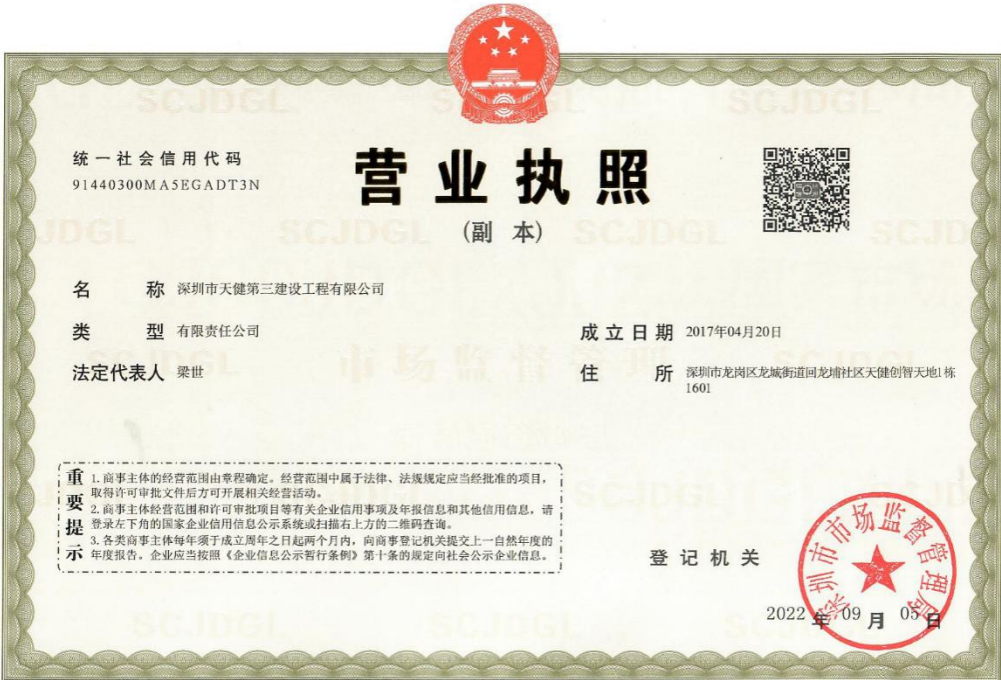 统一社会信用代码
91440300MA5EGADT3N
营业执照
(副 本)
名 称 深圳市天健第三建设工程有限公司
类 型 有限责任公司
成立日期 2017年04月20日
法定代表人 梁世
住 所 深圳市龙岗区龙城街道回龙埔社区天健创智天地1栋
1601
重要提示
1. 商事主体的经营范围由章程确定。经营范围中属于法律、法规规定应当经批准的项目，
取得许可审批文件后方可开展相关经营活动。
2. 商事主体经营范围和许可审批项目等有关企业信用事项及年报信息和其他信用信息，请
登录左下角的国家企业信用信息公示系统或扫描右上方的二维码查询。
3. 各类商事主体每年须于成立周年之日起两个月内，向商事登记机关提交上一自然年度的
年度报告。企业应当按照《企业信息公示暂行条例》第十条的规定向社会公示企业信息。
登记机关
深圳市市场监督管理局
2022年09月05日
SCJDGL
市场监督管理